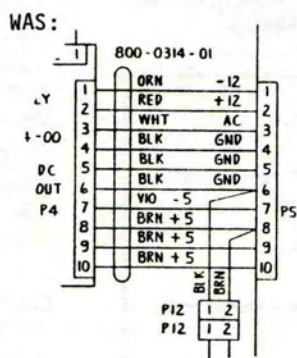 WAS:
1 800-0314-01
1 ORN -12 1
2 RED +12 2
3 WHT AC 3
4 BLK GND 4
5 BLK GND 5
6 BLK GND 6
7 VIO -5 7
8 BRN +5 8
9 BRN +5 9
10 BRN +5 10
DC
OUT
P4
P5
BLK BRN
P12 1 2
P12 1 2